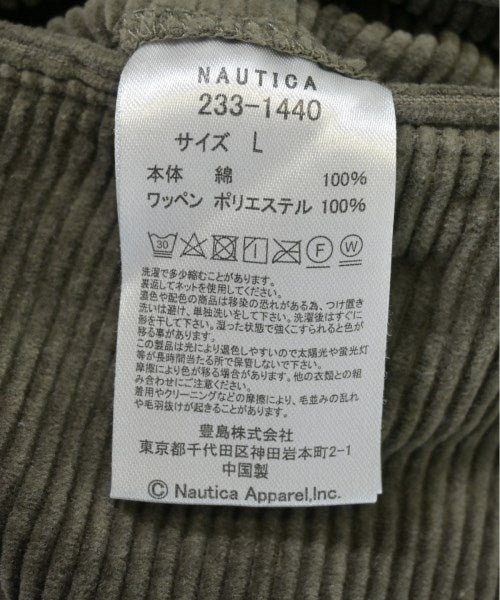 NAUTICA
233-1440
サイズ L
本体 綿 100%
ワッペン ポリエステル 100%
30 F W
洗濯で多少縮むことがあります。
裏返してネットを使用してください。
濃色や配色の商品は移染の恐れがある為、つけ置き
洗いは避け、単独洗いをして下さい。洗濯後はすぐに
形を干して下さい。湿った状態で強くこすられると色が
移る事があります。
この製品は光により退色しやすいので太陽光や蛍光灯
等が長時間当たる所で保管しないで下さい。
摩擦により色が移る場合があります。他の衣類との組
み合わせにご注意ください。
着用やクリーニングなどの摩擦により、毛並みの乱れ
や毛羽抜けが起きることがあります。
豊島株式会社
東京都千代田区神田岩本町2-1
中国製
© Nautica Apparel,Inc.